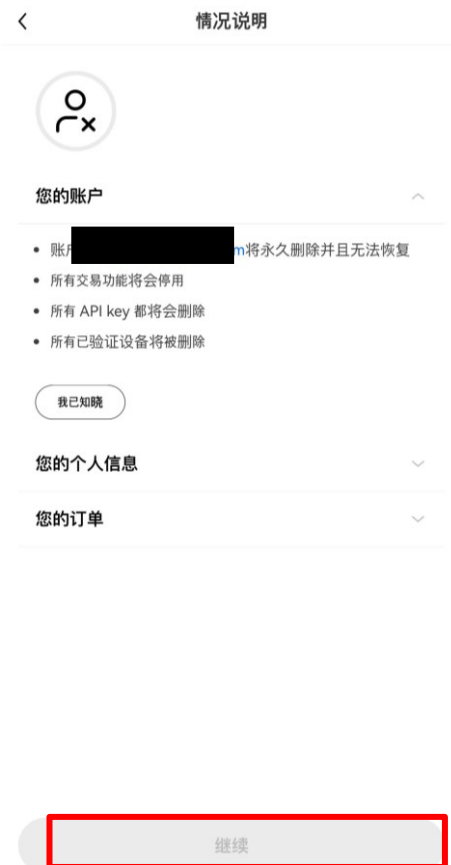 情况说明
您的账户
账户m将永久删除并且无法恢复
所有交易功能将会停用
所有 API key 都将会删除
所有已验证设备将被删除
我已知晓
您的个人信息
您的订单
继续